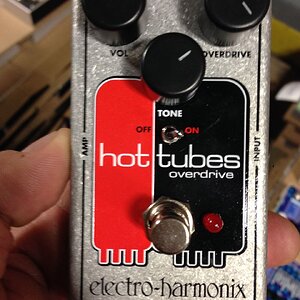 VOL OVERDRIVE
TONE
OFF ON
AMP
INPUT
hot tubes
overdrive
electro-harmonix